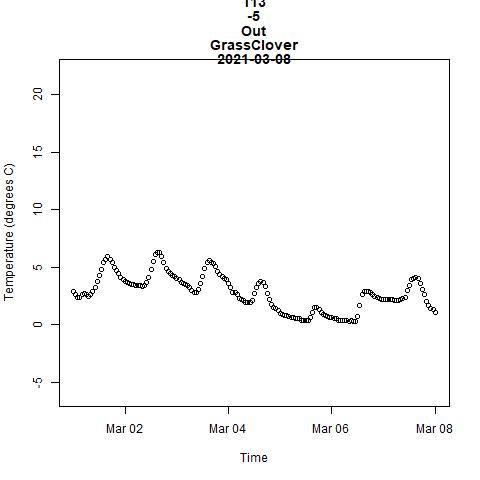 113
-5
Out
GrassClover
2021-03-08
Temperature (degrees C)
20
15
10
5
0
-5
Mar 02
Mar 04
Mar 06
Mar 08
Time